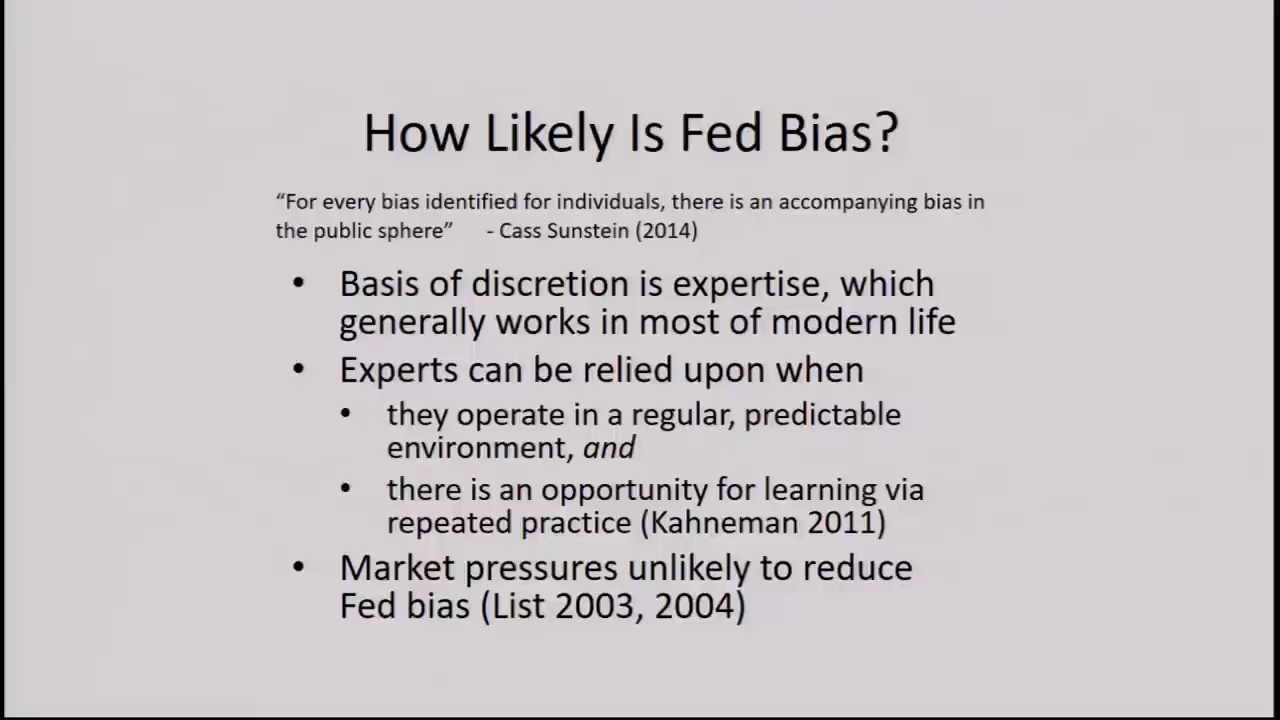 How Likely Is Fed Bias?
“For every bias identified for individuals, there is an accompanying bias in
the public sphere” - Cass Sunstein (2014)
• Basis of discretion is expertise, which
generally works in most of modern life
• Experts can be relied upon when
• they operate in a regular, predictable
environment, and
• there is an opportunity for learning via
repeated practice (Kahneman 2011)
• Market pressures unlikely to reduce
Fed bias (List 2003, 2004)